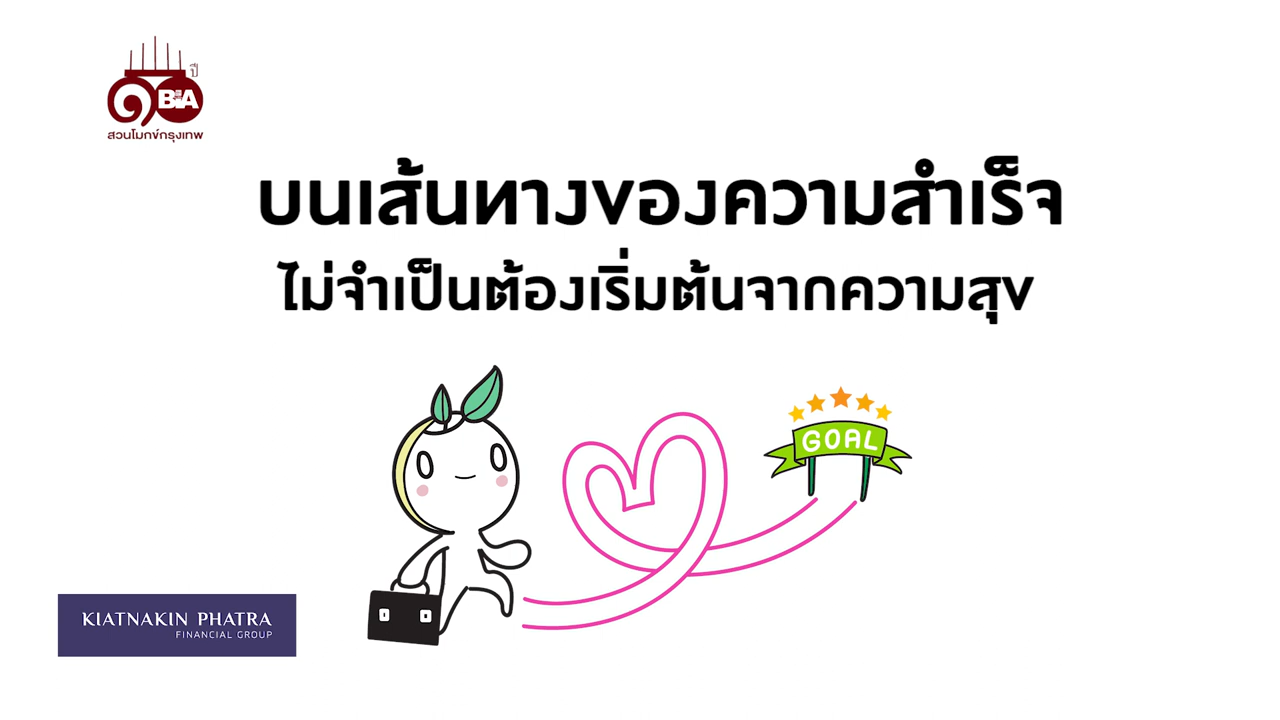 ๑๐ ปี
BIA
สวนโมกข์กรุงเทพ
บนเส้นทางของความสำเร็จ
ไม่จำเป็นต้องเริ่มต้นจากความสุข
GOAL
KIATNAKIN PHATRA
FINANCIAL GROUP